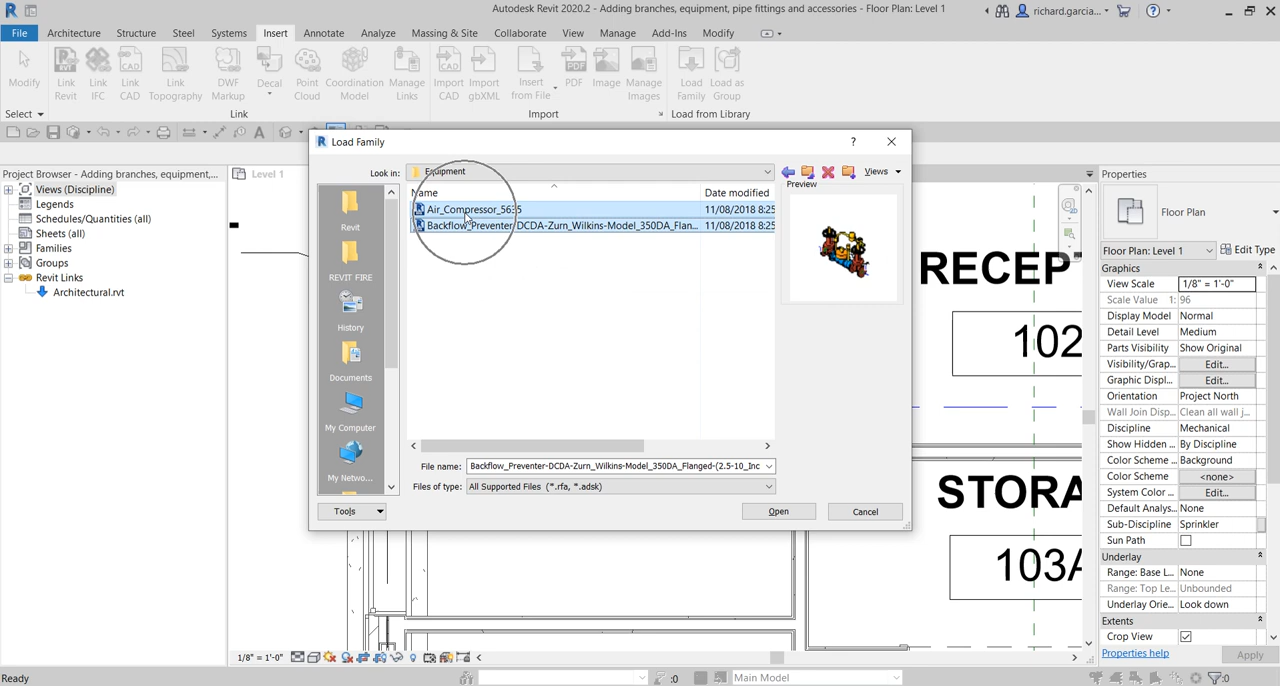 Autodesk Revit 2020.2 - Adding branches, equipment, pipe fittings and accessories - Floor Plan: Level 1
richard.garcia...
File Architecture Structure Steel Systems Insert Annotate Analyze Massing & Site Collaborate View Manage Add-Ins Modify
Modify
Link Revit
Link IFC
Link CAD
Link Topography
DWF Markup
Decal
Point Cloud
Coordination Model
Manage Links
Import CAD
Import gbXML
Insert from File
PDF
Image
Manage Images
Load Family
Load as Group
Select Link Import Load from Library
Project Browser - Adding branches, equipment,...
Views (Discipline)
Legends
Schedules/Quantities (all)
Sheets (all)
Families
Groups
Revit Links
Architectural.rvt
Level 1
Load Family
Look in: Equipment Views
Name Date modified
Air_Compressor_5635 11/08/2018 8:25
Backflow_Preventer-DCDA-Zurn_Wilkins-Model_350DA_Flan... 11/08/2018 8:25
Preview
Revit
REVIT FIRE
History
Documents
My Computer
My Netwo...
File name: Backflow_Preventer-DCDA-Zurn_Wilkins-Model_350DA_Flanged-(2.5-10_Inc
Files of type: All Supported Files (*.rfa, *.adsk)
Tools Open Cancel
RECEPT
102
STORA
103A
Properties
Floor Plan
Floor Plan: Level 1 Edit Type
Graphics
View Scale 1/8" = 1'-0"
Scale Value 1: 96
Display Model Normal
Detail Level Medium
Parts Visibility Show Original
Visibility/Grap... Edit...
Graphic Displ... Edit...
Orientation Project North
Wall Join Disp... Clean all wall j...
Discipline Mechanical
Show Hidden ... By Discipline
Color Scheme ... Background
Color Scheme <none>
System Color ... Edit...
Default Analys... None
Sub-Discipline Sprinkler
Sun Path
Underlay
Range: Base L... None
Range: Top Le... Unbounded
Underlay Orie... Look down
Extents
Crop View
Properties help Apply
1/8" = 1'-0"
Ready :0 Main Model :0